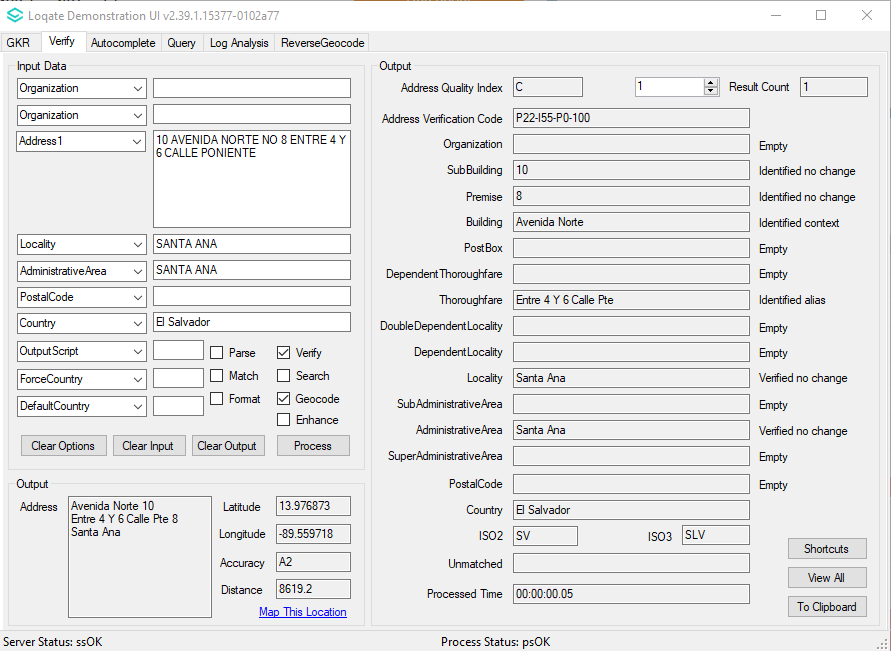 Loqate Demonstration UI v2.39.1.15377-0102a77
GKR Verify Autocomplete Query Log Analysis ReverseGeocode
Input Data
Organization
Organization
Address1 10 AVENIDA NORTE NO 8 ENTRE 4 Y
6 CALLE PONIENTE
Locality SANTA ANA
AdministrativeArea SANTA ANA
PostalCode
Country El Salvador
OutputScript Parse Verify
ForceCountry Match Search
DefaultCountry Format Geocode
Enhance
Clear Options Clear Input Clear Output Process
Output
Address Avenida Norte 10
Entre 4 Y 6 Calle Pte 8
Santa Ana
Latitude 13.976873
Longitude -89.559718
Accuracy A2
Distance 8619.2
Map This Location
Output
Address Quality Index C 1 Result Count 1
Address Verification Code P22-I55-P0-100
Organization Empty
SubBuilding 10 Identified no change
Premise 8 Identified no change
Building Avenida Norte Identified context
PostBox Empty
DependentThoroughfare Empty
Thoroughfare Entre 4 Y 6 Calle Pte Identified alias
DoubleDependentLocality Empty
DependentLocality Empty
Locality Santa Ana Verified no change
SubAdministrativeArea Empty
AdministrativeArea Santa Ana Verified no change
SuperAdministrativeArea Empty
PostalCode Empty
Country El Salvador
ISO2 SV ISO3 SLV
Unmatched
Processed Time 00:00:00.05
Shortcuts
View All
To Clipboard
Server Status: ssOK Process Status: psOK